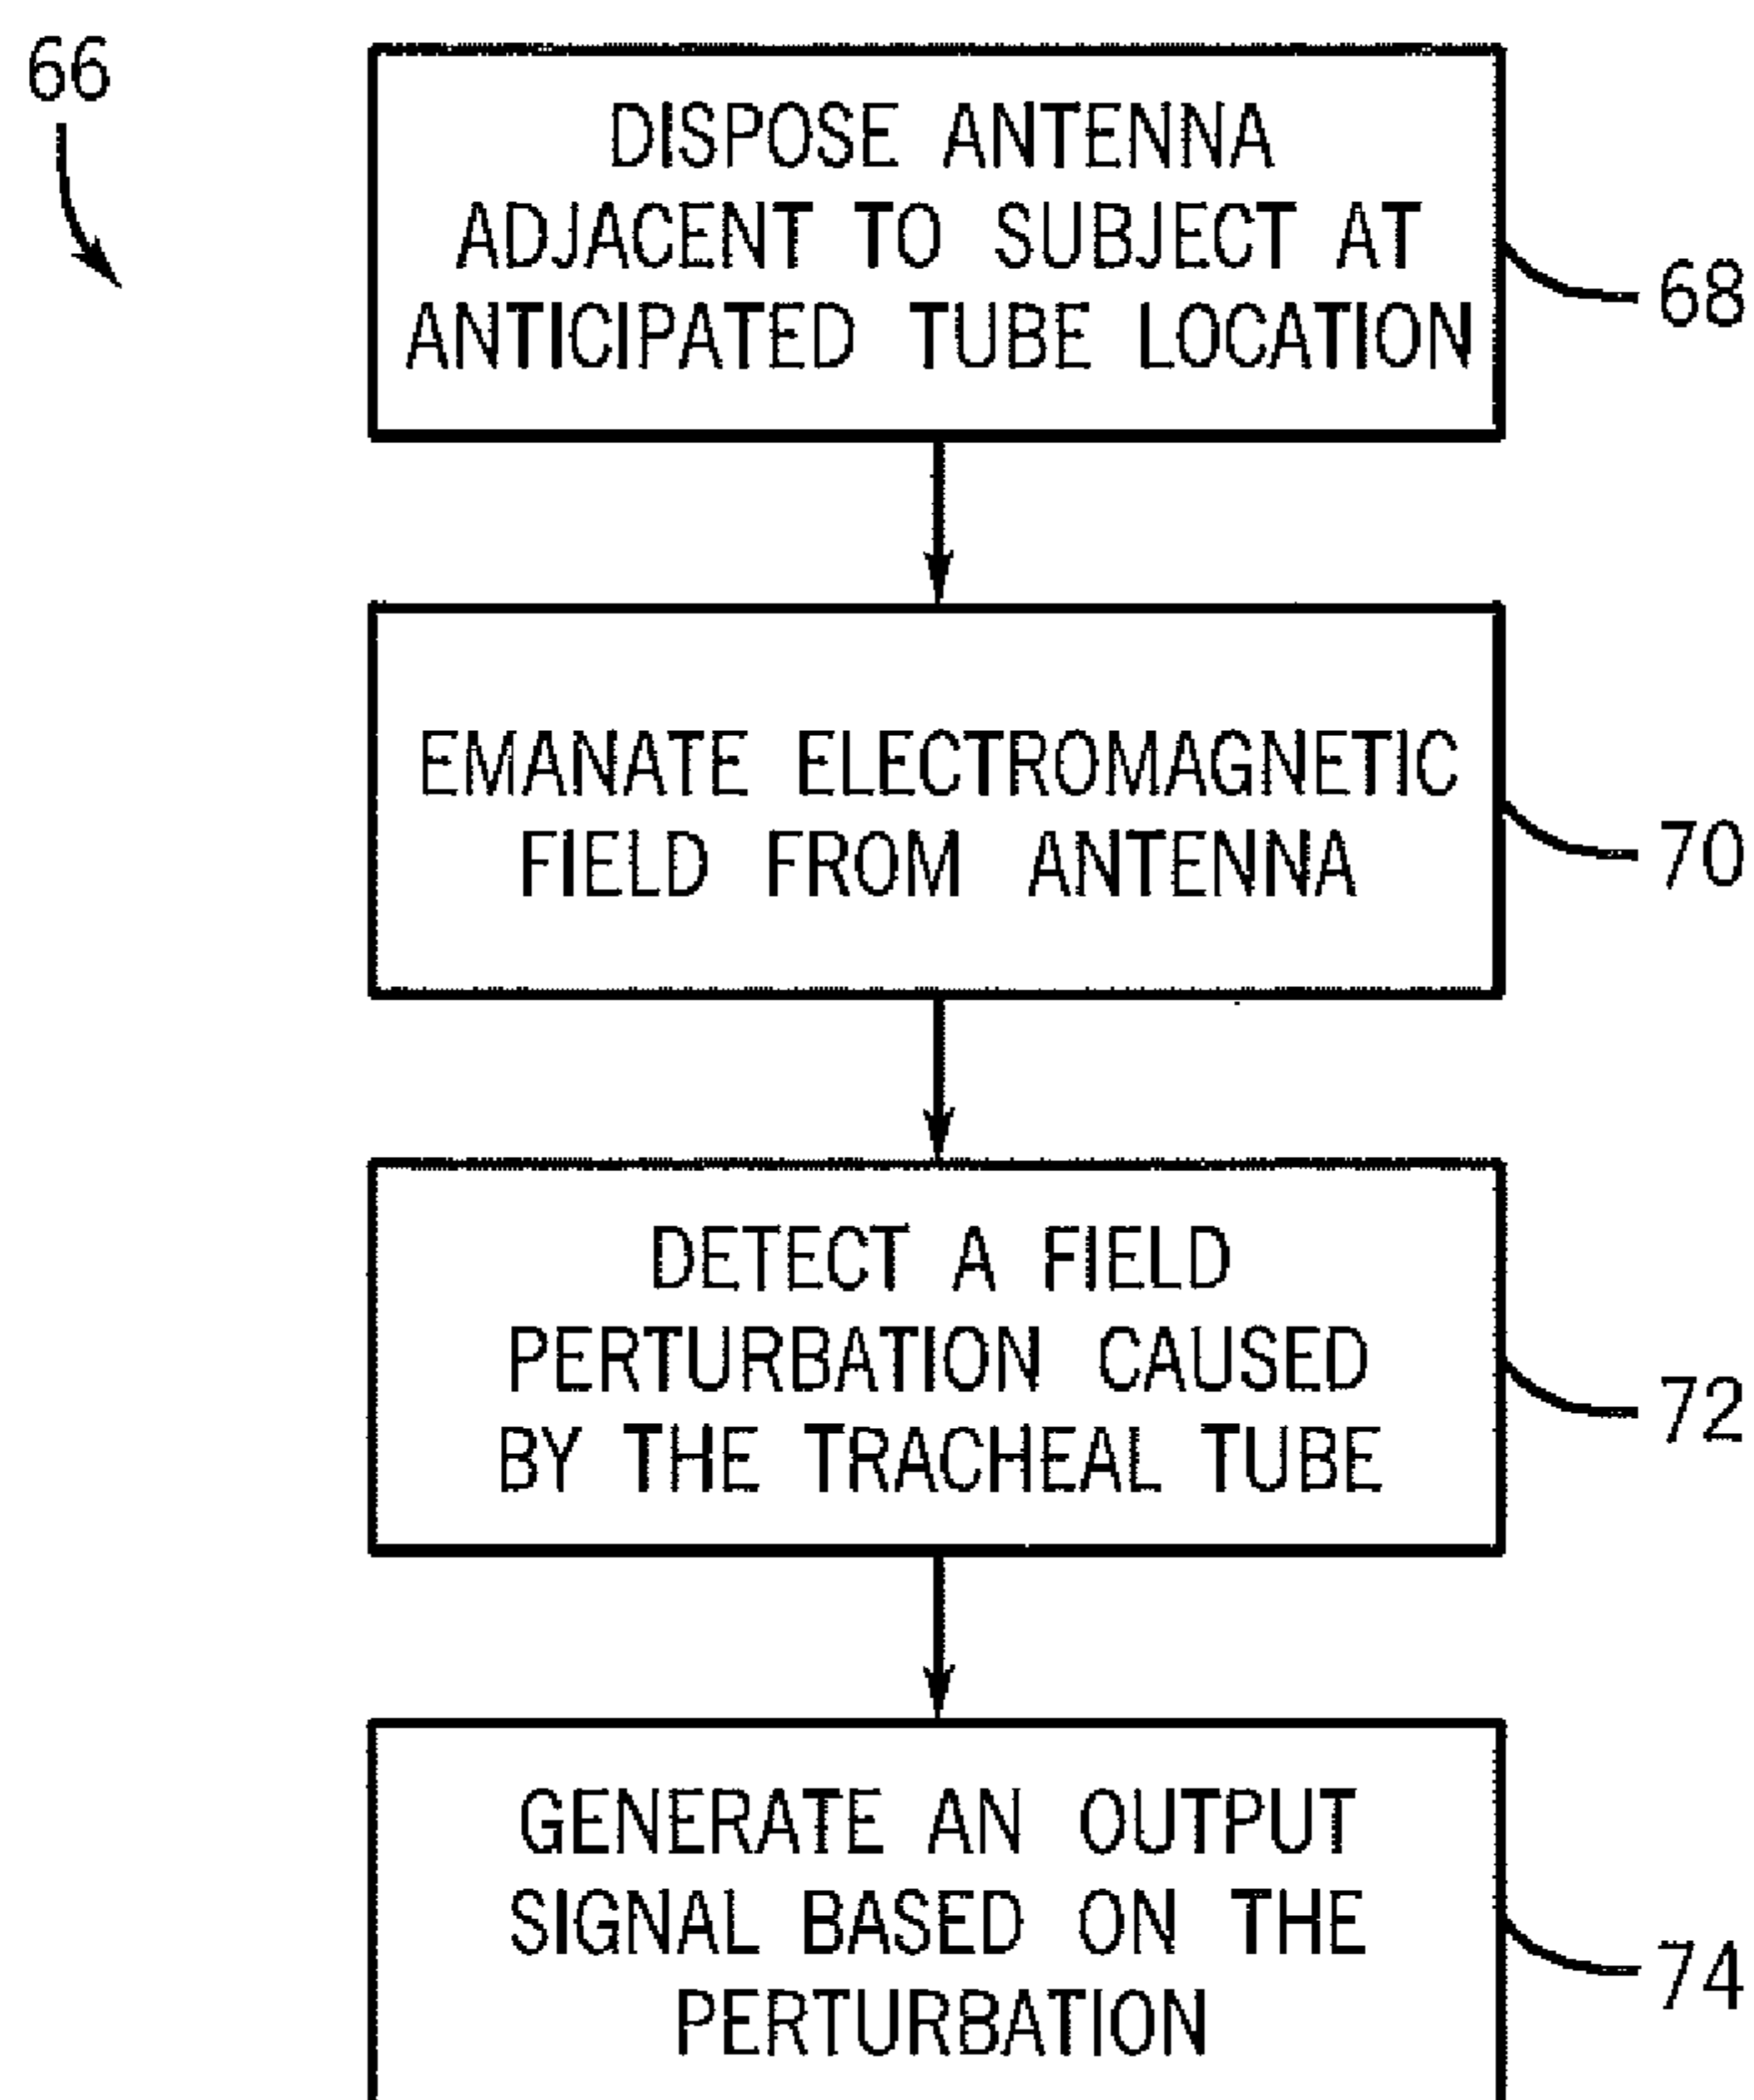 66
DISPOSE ANTENNA
ADJACENT TO SUBJECT AT
ANTICIPATED TUBE LOCATION
68
EMANATE ELECTROMAGNETIC
FIELD FROM ANTENNA
70
DETECT A FIELD
PERTURBATION CAUSED
BY THE TRACHEAL TUBE
72
GENERATE AN OUTPUT
SIGNAL BASED ON THE
PERTURBATION
74